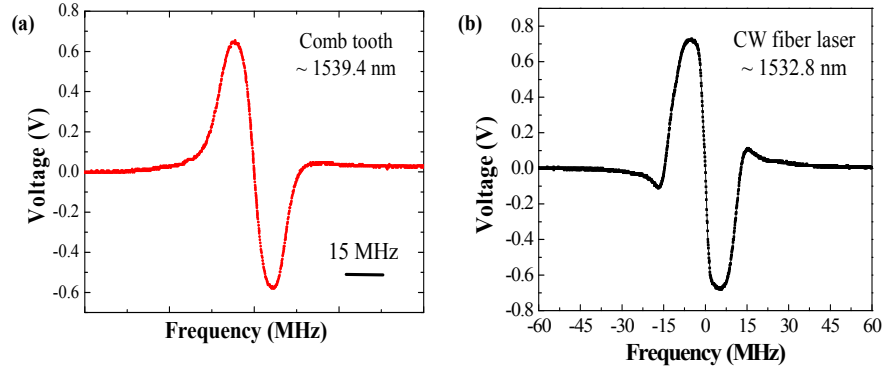 (a)
Comb tooth
~ 1539.4 nm
0.8
0.6
0.4
0.2
0.0
-0.2
-0.4
-0.6
Voltage (V)
15 MHz
Frequency (MHz)
(b)
CW fiber laser
~ 1532.8 nm
0.8
0.6
0.4
0.2
0.0
-0.2
-0.4
-0.6
-0.8
Voltage (V)
-60 -45 -30 -15 0 15 30 45 60
Frequency (MHz)